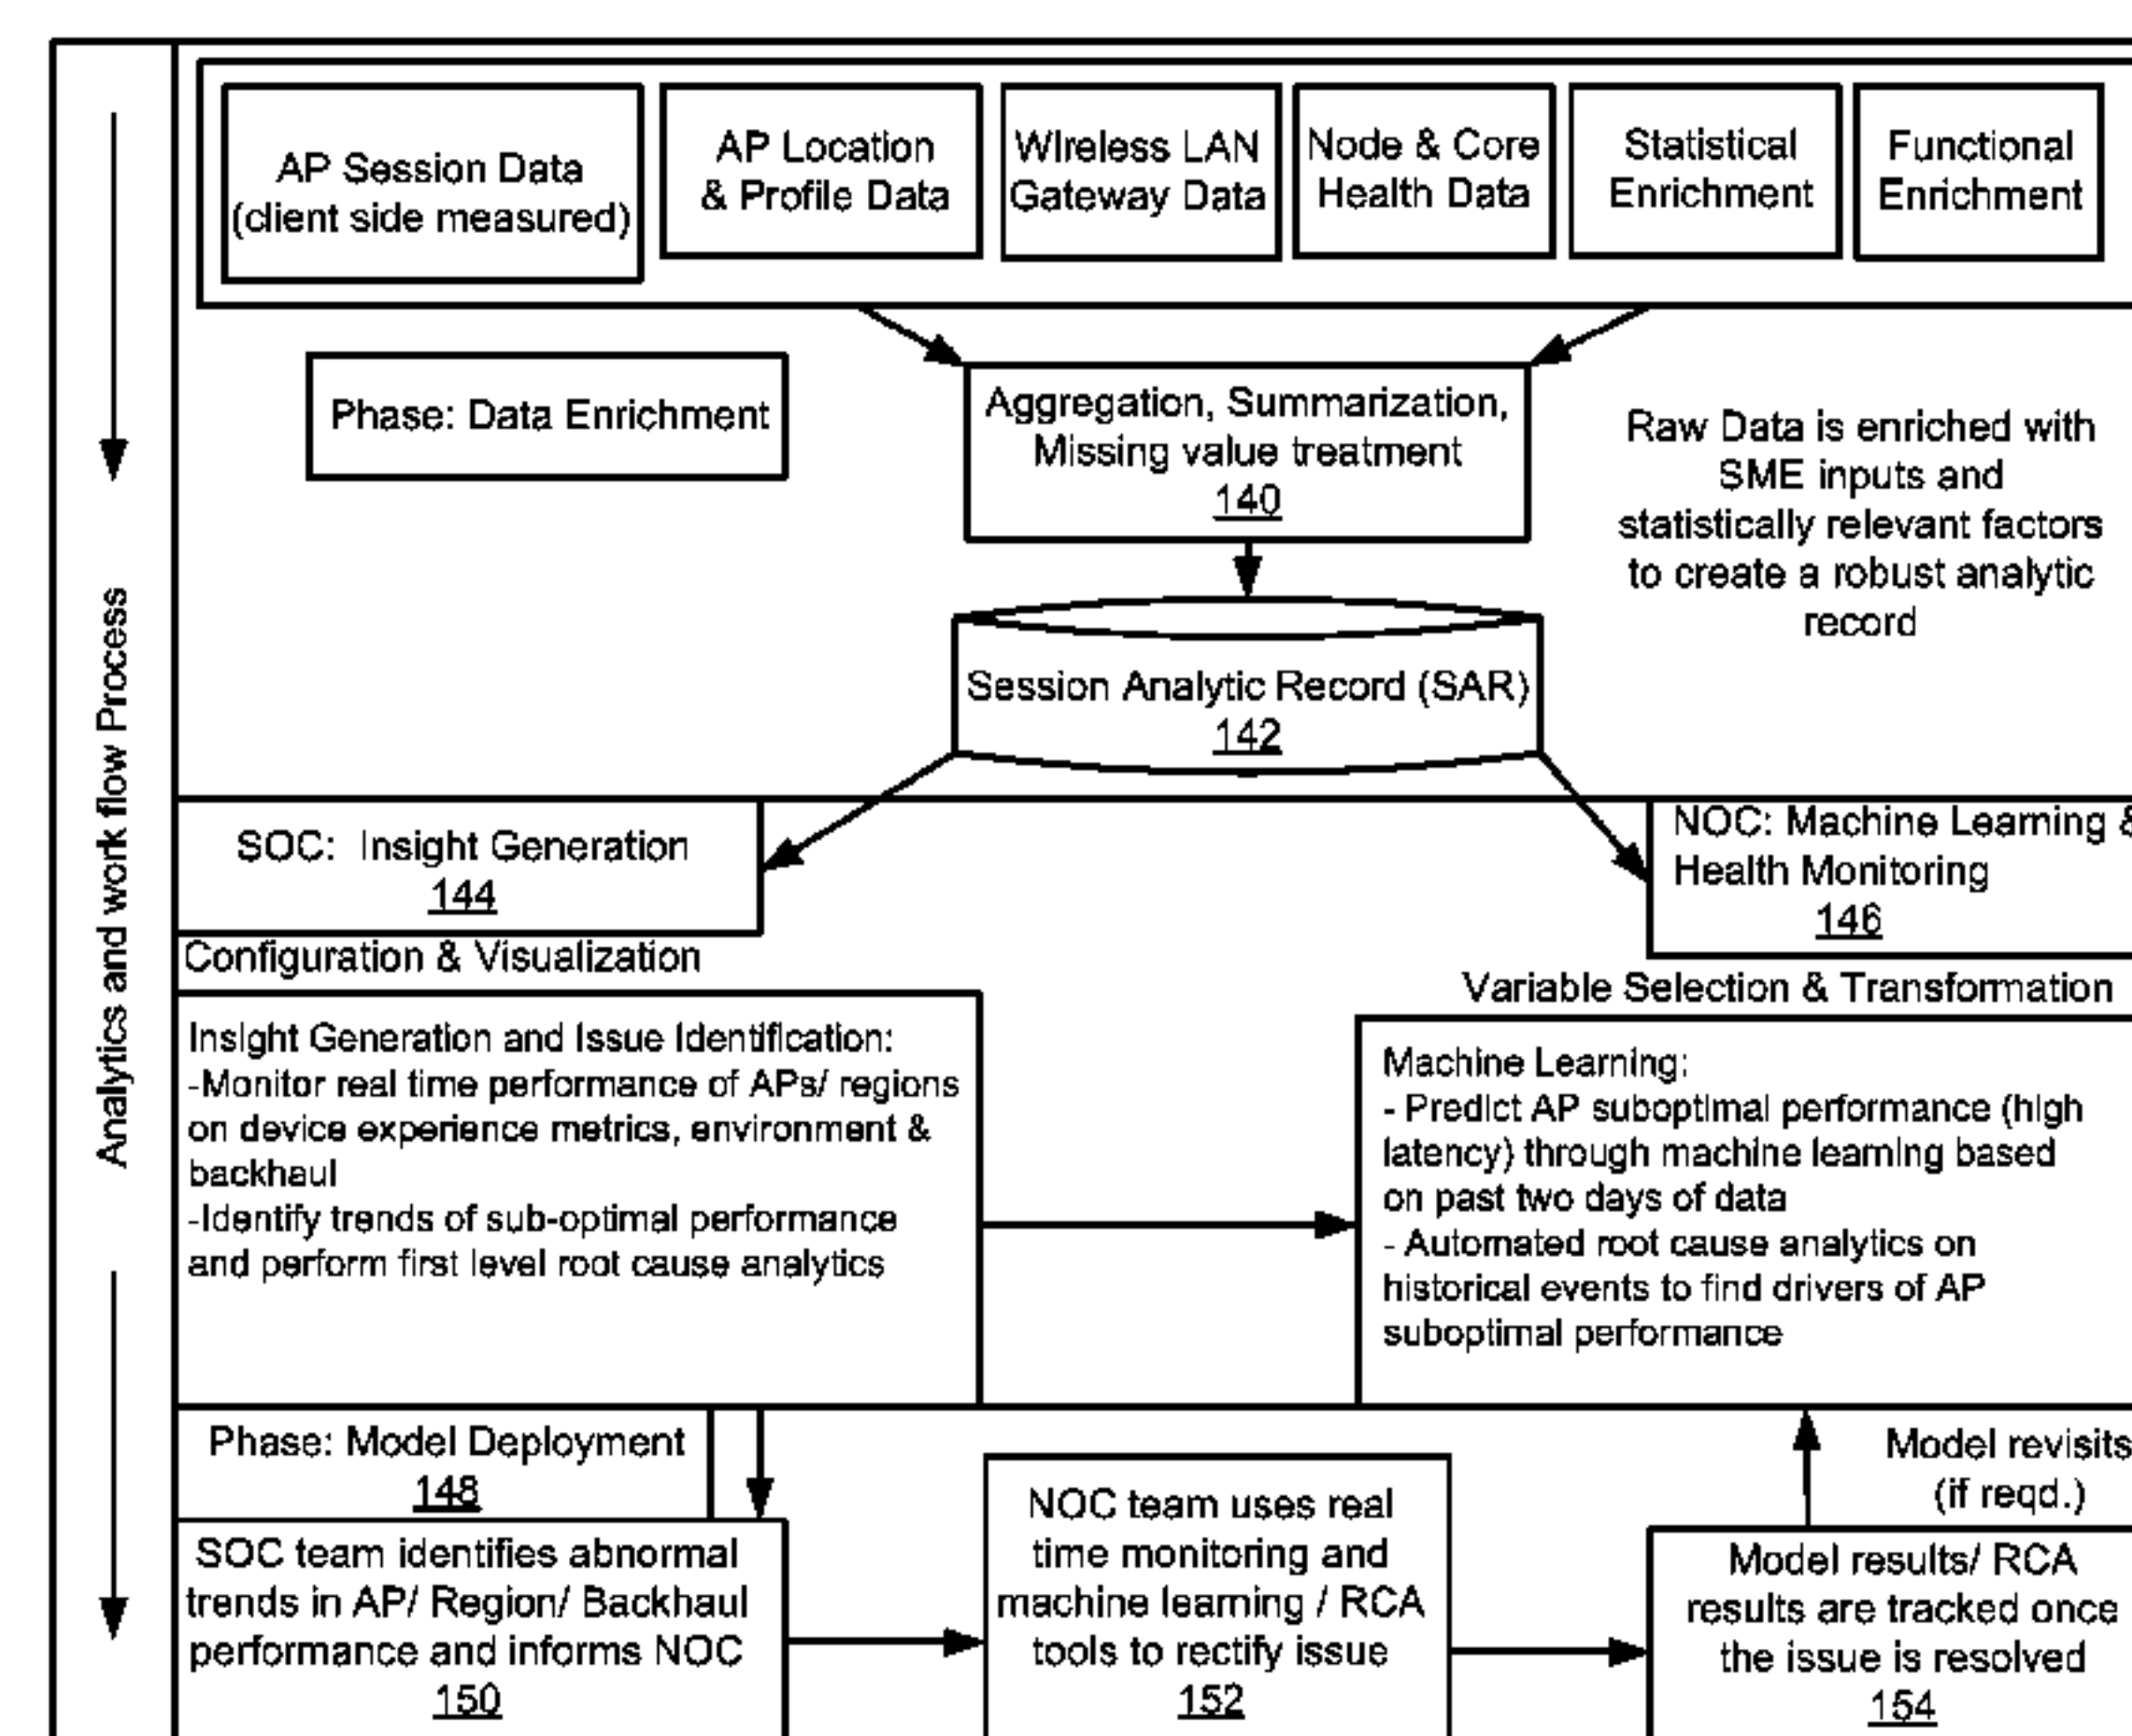 AP Session Data
(client side measured)
AP Location
& Profile Data
WIreless LAN
Gateway Data
Node & Core
Health Data
Statistical
Enrichment
Functional
Enrichment
Phase: Data Enrichment
Aggregation, Summarization,
Missing value treatment
140
Raw Data is enriched with
SME inputs and
statistically relevant factors
to create a robust analytic
record
Session Analytic Record (SAR)
142
Analytics and work flow Process
SOC: Insight Generation
144
NOC: Machine Learning &
Health Monitoring
146
Configuration & Visualization
Variable Selection & Transformation
Insight Generation and Issue Identification:
-Monitor real time performance of APs/ regions
on device experience metrics, environment &
backhaul
-Identify trends of sub-optimal performance
and perform first level root cause analytics
Machine Learning:
- Predict AP suboptimal performance (high
latency) through machine learning based
on past two days of data
- Automated root cause analytics on
historical events to find drivers of AP
suboptimal performance
Phase: Model Deployment
148
Model revisits
(if reqd.)
SOC team identifies abnormal
trends in AP/ Region/ Backhaul
performance and informs NOC
150
NOC team uses real
time monitoring and
machine learning / RCA
tools to rectify issue
152
Model results/ RCA
results are tracked once
the issue is resolved
154